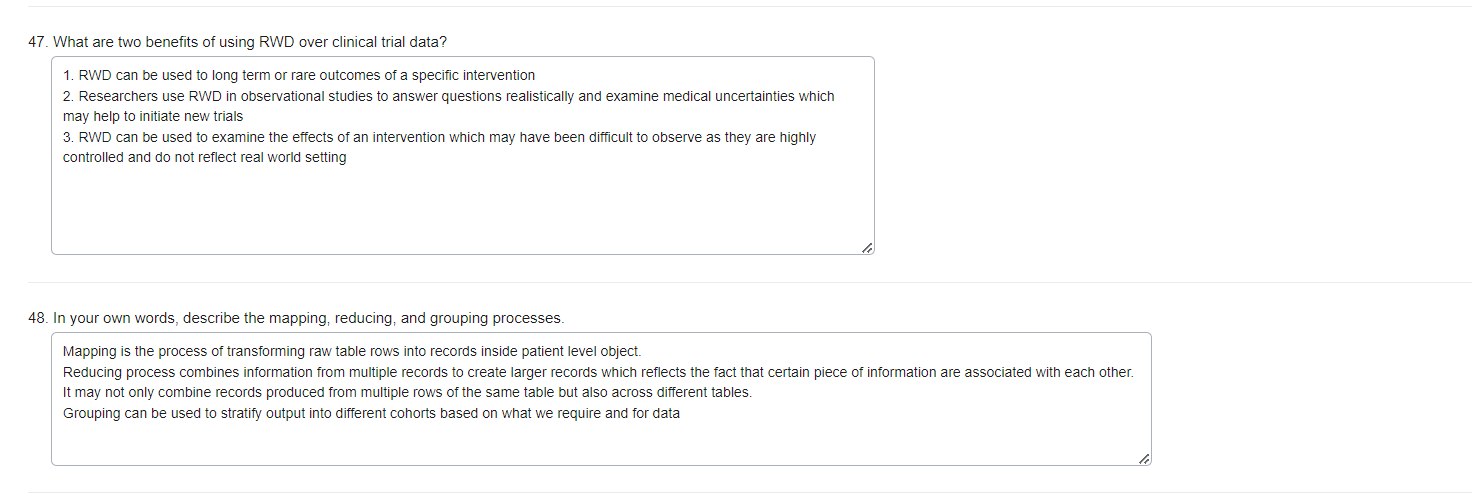 47. What are two benefits of using RWD over clinical trial data?
1. RWD can be used to long term or rare outcomes of a specific intervention
2. Researchers use RWD in observational studies to answer questions realistically and examine medical uncertainties which
may help to initiate new trials
3. RWD can be used to examine the effects of an intervention which may have been difficult to observe as they are highly
controlled and do not reflect real world setting
48. In your own words, describe the mapping, reducing, and grouping processes.
Mapping is the process of transforming raw table rows into records inside patient level object.
Reducing process combines information from multiple records to create larger records which reflects the fact that certain piece of information are associated with each other.
It may not only combine records produced from multiple rows of the same table but also across different tables.
Grouping can be used to stratify output into different cohorts based on what we require and for data